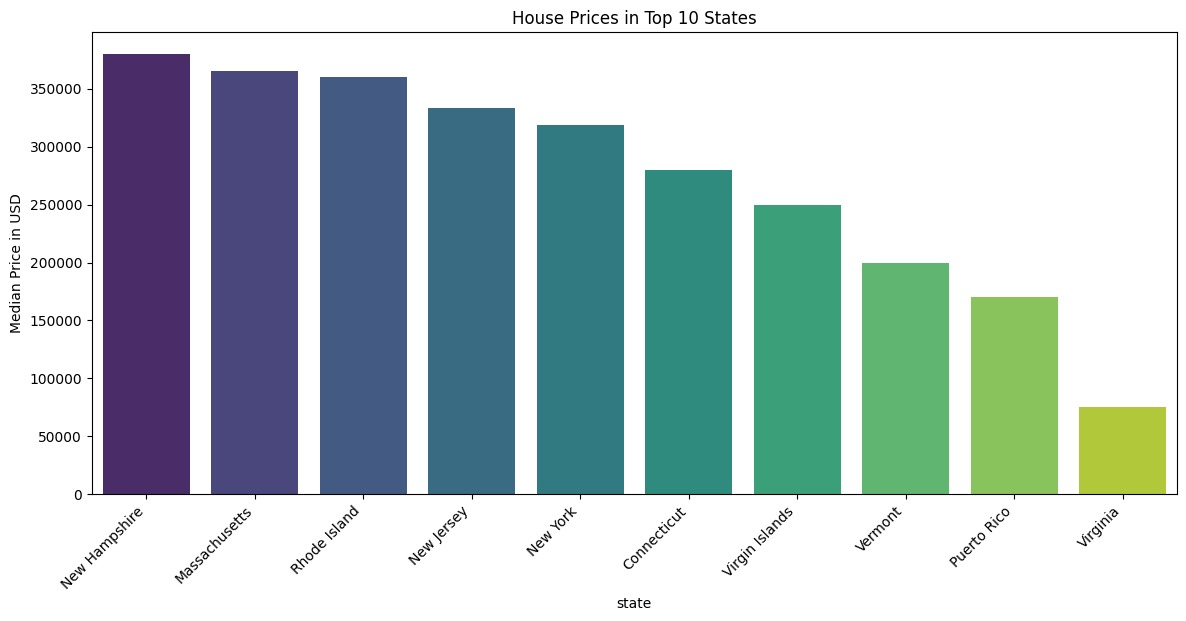 House Prices in Top 10 States
Median Price in USD
350000
300000
250000
200000
150000
100000
50000
0
New Hampshire
Massachusetts
Rhode Island
New Jersey
New York
Connecticut
Virgin Islands
Vermont
Puerto Rico
Virginia
state